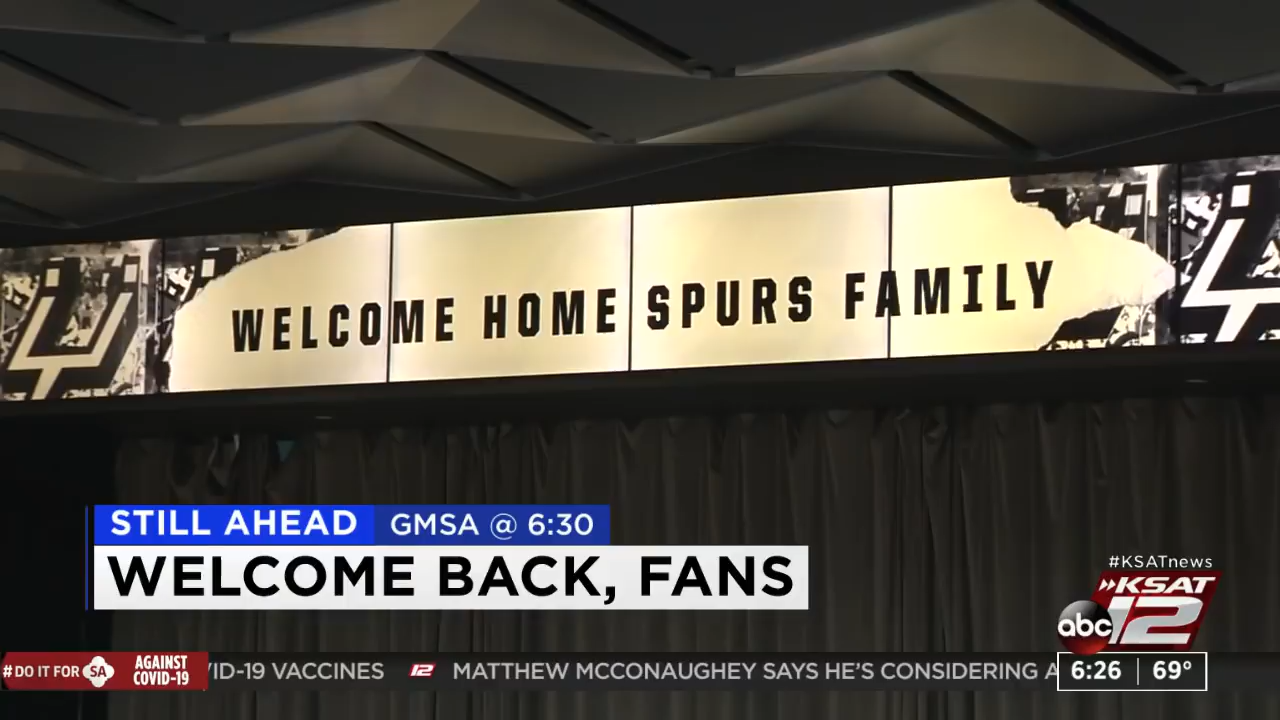 WELCOME HOME SPURS FAMILY
STILL AHEAD GMSA @ 6:30
WELCOME BACK, FANS
#KSATnews
»KSAT
abc 12
#DO IT FOR SA AGAINST COVID-19
VID-19 VACCINES 12 MATTHEW MCCONAUGHEY SAYS HE'S CONSIDERING A
6:26 69°